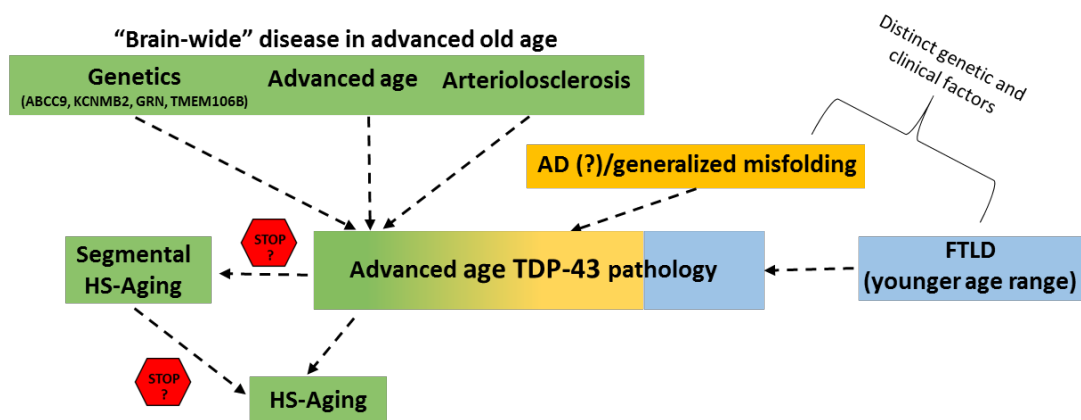 “Brain-wide” disease in advanced old age
Genetics
(ABCC9, KCNMB2, GRN, TMEM106B)
Advanced age
Arteriolosclerosis
Distinct genetic and
clinical factors
AD (?)/generalized misfolding
STOP
?
Segmental
HS-Aging
Advanced age TDP-43 pathology
FTLD
(younger age range)
STOP
?
HS-Aging